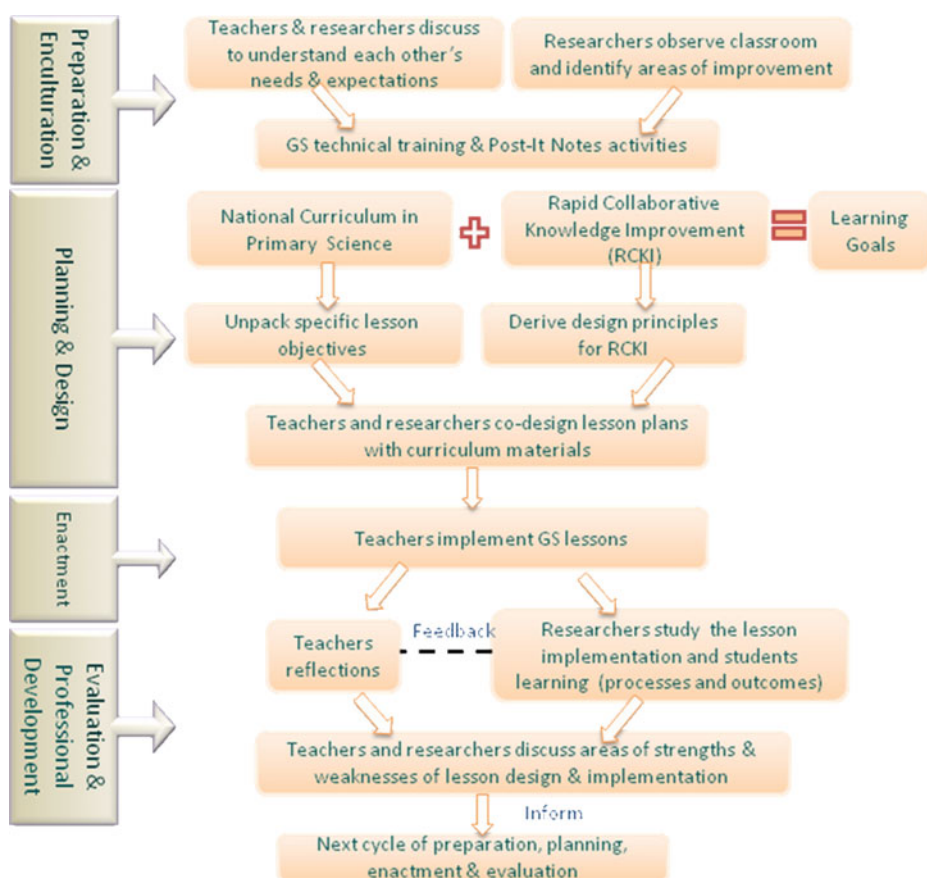 Preparation &
Enculturation
Teachers & researchers discuss
to understand each other's
needs & expectations
Researchers observe classroom
and identify areas of improvement
GS technical training & Post-It Notes activities
Planning & Design
National Curriculum in
Primary Science
Rapid Collaborative
Knowledge Improvement
(RCKI)
Learning
Goals
Unpack specific lesson
objectives
Derive design principles
for RCKI
Teachers and researchers co-design lesson plans
with curriculum materials
Enactment
Teachers implement GS lessons
Evaluation &
Professional
Development
Teachers
reflections
Feedback
Researchers study the lesson
implementation and students
learning (processes and outcomes)
Teachers and researchers discuss areas of strengths &
weaknesses of lesson design & implementation
Inform
Next cycle of preparation, planning,
enactment & evaluation